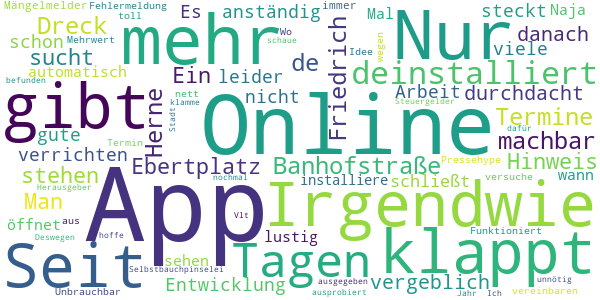 Mängelmelder Fehlermeldung Es anständig immer steckt Naja
Dreck toll Mehrwert mehr Wo Mal Nur danach
schon schaue Idee wegen viele
sucht Ein leider de Friedrich deinstalliert
automatisch befunden nicht Arbeit durchdacht
gibt nett Online Steuergelder Termine
gute Herne klamme Stadt dafür machbar
verrichten Termin Ebertplatz Banhofstraße Pressehype Hinweis
stehen Herausgeber App installiere schließt versuche wann
Man nochmal Irgendwie
öffnet aus Vlt lustig Funktioniert
Deswegen hoffe Seit Tagen klappt
sehen Selbstbauchpinselei
Unbrauchbar Entwicklung ausgegeben vergeblich unnötig
ausprobiert Jahr Ich vereinbaren